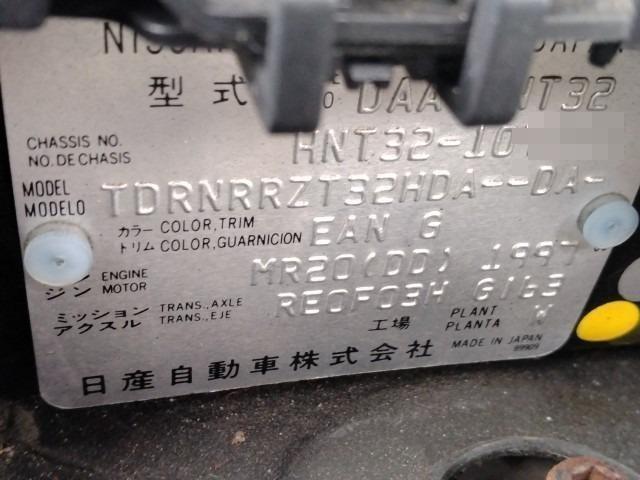 型式 DAA HNT32
CHASSIS NO.
NO. DE CHASIS HNT32-10
MODEL
MODELO TDRNRRZT32HDA--DA-
カラー COLOR, TRIM
トリム COLOR, GUARNICION EAN G
ENGINE
ジン MOTOR MR20(DD) 1997 cc
ミッション TRANS., AXLE
アクスル TRANS., EJE RE0F03H G163
工場 PLANT
PLANTA W
日産自動車株式会社 MADE IN JAPAN
99909